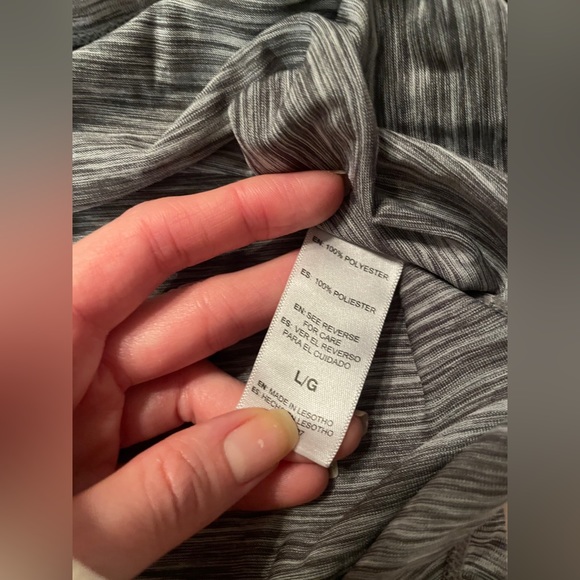 EN: 100% POLYESTER
ES: 100% POLIESTER
EN: SEE REVERSE
FOR CARE
ES: VER EL REVERSO
PARA EL CUIDADO
L/G
EN: MADE IN LESOTHO
ES: HECHO EN LESOTHO